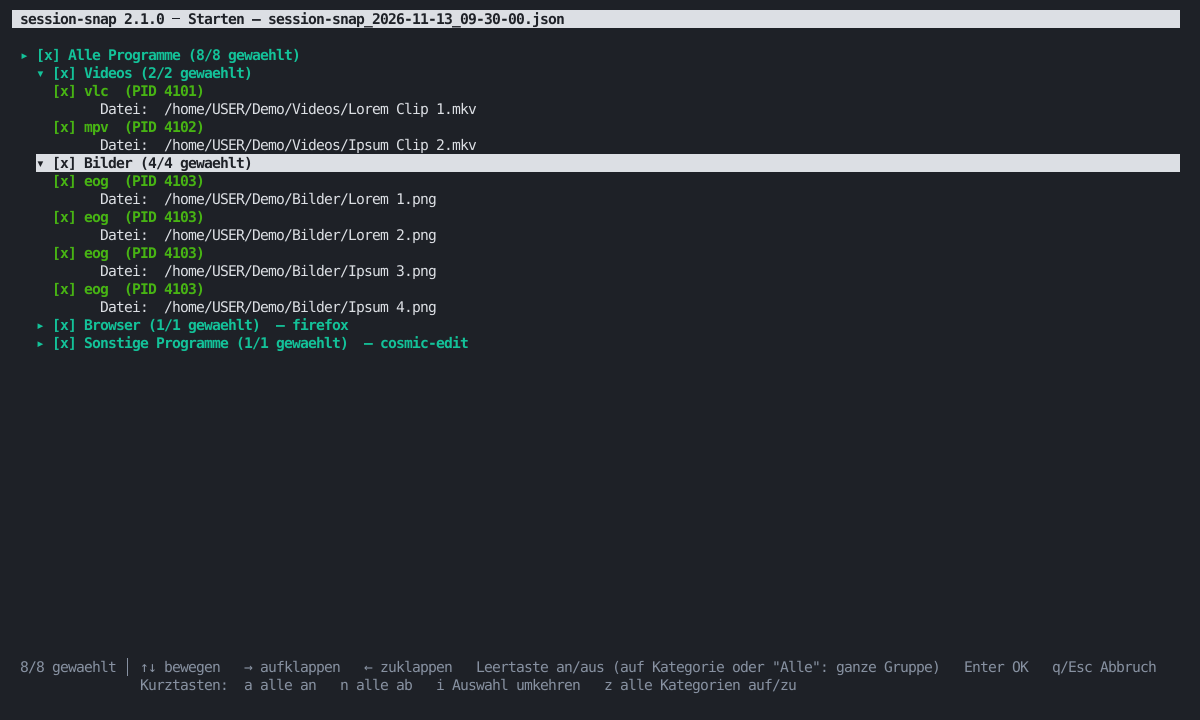 session-snap 2.1.0 — Starten — session-snap_2026-11-13_09-30-00.json
▸ [x] Alle Programme (8/8 gewaehlt)
▾ [x] Videos (2/2 gewaehlt)
[x] vlc  (PID 4101)
Datei:  /home/USER/Demo/Videos/Lorem Clip 1.mkv
[x] mpv  (PID 4102)
Datei:  /home/USER/Demo/Videos/Ipsum Clip 2.mkv
▾ [x] Bilder (4/4 gewaehlt)
[x] eog  (PID 4103)
Datei:  /home/USER/Demo/Bilder/Lorem 1.png
[x] eog  (PID 4103)
Datei:  /home/USER/Demo/Bilder/Lorem 2.png
[x] eog  (PID 4103)
Datei:  /home/USER/Demo/Bilder/Ipsum 3.png
[x] eog  (PID 4103)
Datei:  /home/USER/Demo/Bilder/Ipsum 4.png
▸ [x] Browser (1/1 gewaehlt)  — firefox
▸ [x] Sonstige Programme (1/1 gewaehlt)  — cosmic-edit
8/8 gewaehlt │ ↑↓ bewegen   → aufklappen   ← zuklappen   Leertaste an/aus (auf Kategorie oder "Alle": ganze Gruppe)   Enter OK   q/Esc Abbruch
Kurztasten:  a alle an   n alle ab   i Auswahl umkehren   z alle Kategorien auf/zu